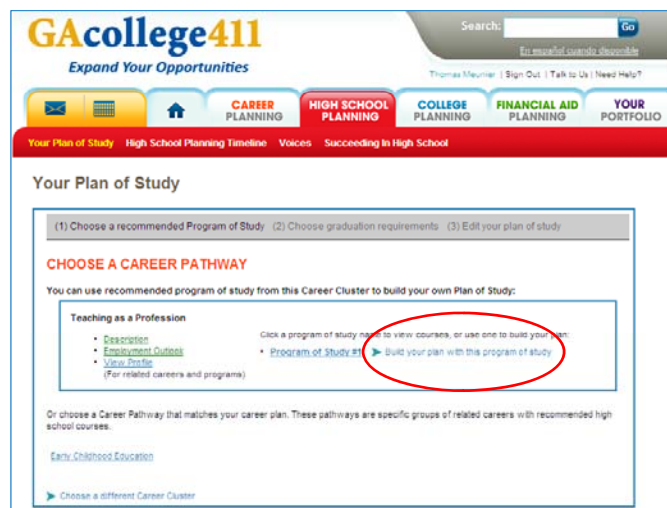 GAcollege411
Expand Your Opportunities
Search: Go
En español cuando disponible
Thomas Meunier | Sign Out | Talk to Us | Need Help?
CAREER PLANNING
HIGH SCHOOL PLANNING
COLLEGE PLANNING
FINANCIAL AID PLANNING
YOUR PORTFOLIO
Your Plan of Study High School Planning Timeline Voices Succeeding In High School
Your Plan of Study
(1) Choose a recommended Program of Study (2) Choose graduation requirements (3) Edit your plan of study
CHOOSE A CAREER PATHWAY
You can use recommended program of study from this Career Cluster to build your own Plan of Study:
Teaching as a Profession
• Description
• Employment Outlook
• View Profile
(For related careers and programs)
Click a program of study name to view courses, or use one to build your plan:
• Program of Study #1 Build your plan with this program of study
Or choose a Career Pathway that matches your career plan. These pathways are specific groups of related careers with recommended high
school courses.
Early Childhood Education
Choose a different Career Cluster